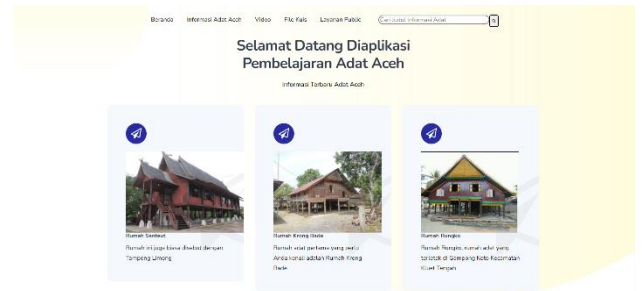 Beranda Informasi Adat Aceh Video File Kuis Layanan Public Cari judul informasi Adat
Selamat Datang Diaplikasi
Pembelajaran Adat Aceh
Informasi Terbaru Adat Aceh
Rumah Santeut
Rumah ini juga biasa disebut dengan
Tampong Limong
Rumah Krong Bade
Rumah adat pertama yang perlu
Anda kenali adalah Rumah Krong
Bade
Rumah Rungko
Rumah Rungko, rumah adat yang
terletak di Gampong Koto Kecamatan
Kluet Tengah